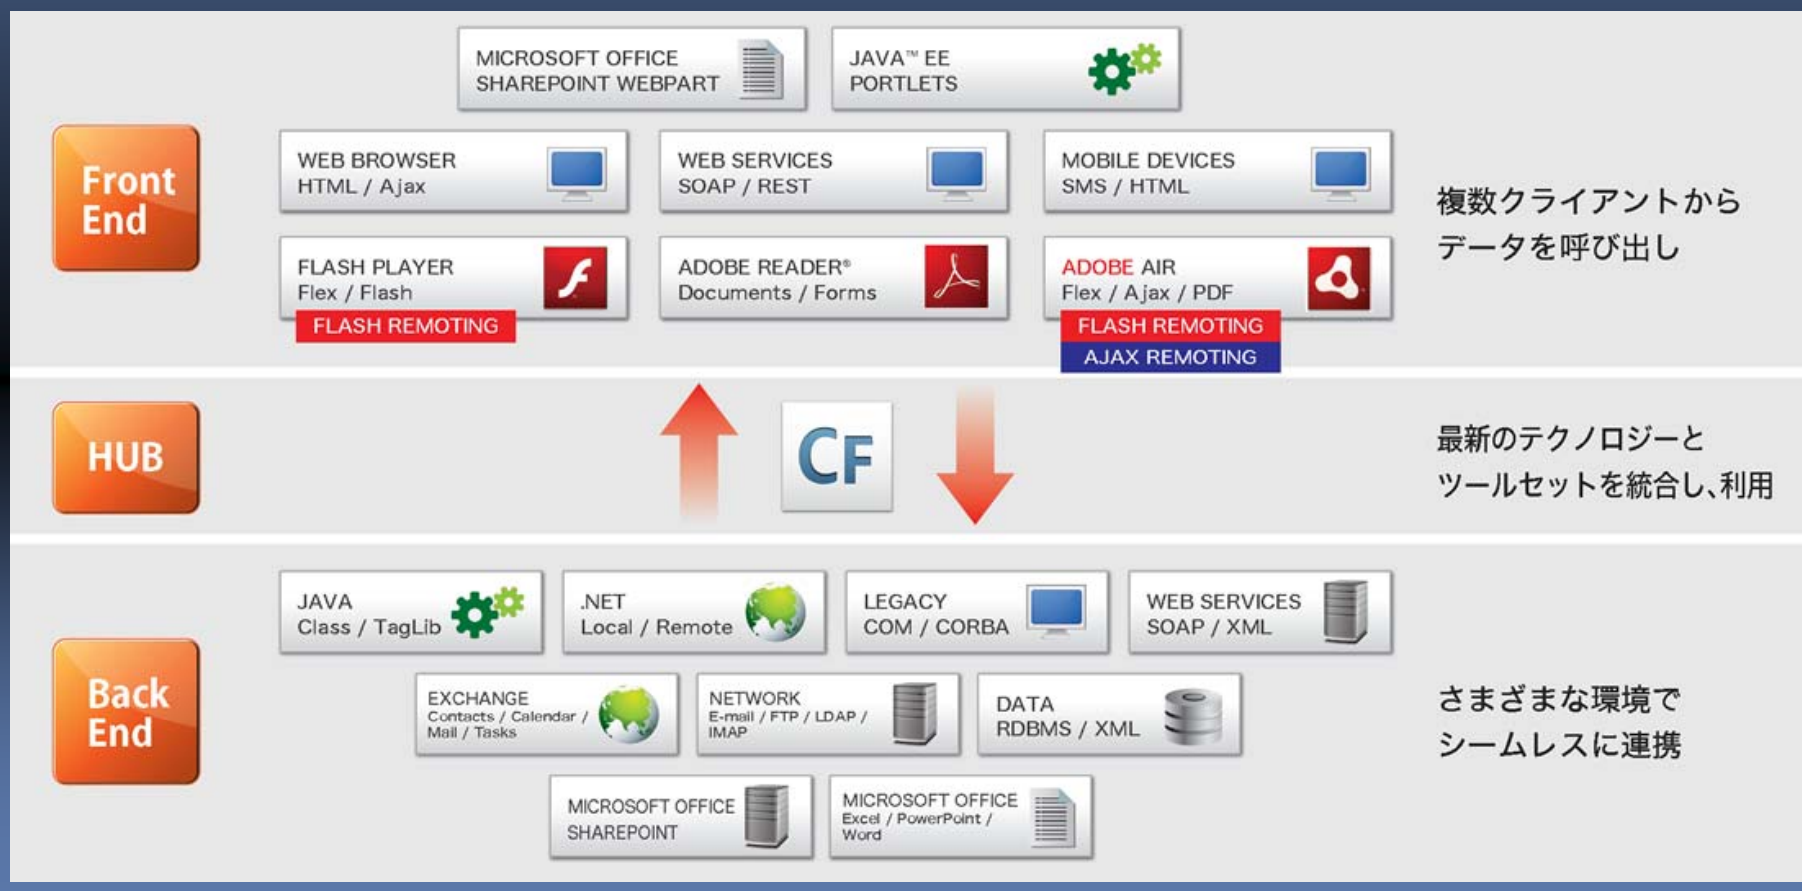 MICROSOFT OFFICE
SHAREPOINT WEBPART
JAVA™ EE
PORTLETS
Front
End
WEB BROWSER
HTML / Ajax
WEB SERVICES
SOAP / REST
MOBILE DEVICES
SMS / HTML
FLASH PLAYER
Flex / Flash
FLASH REMOTING
ADOBE READER®
Documents / Forms
ADOBE AIR
Flex / Ajax / PDF
FLASH REMOTING
AJAX REMOTING
複数クライアントから
データを呼び出し
HUB
CF
最新のテクノロジーと
ツールセットを統合し、利用
Back
End
JAVA
Class / TagLib
.NET
Local / Remote
LEGACY
COM / CORBA
WEB SERVICES
SOAP / XML
EXCHANGE
Contacts / Calendar /
Mail / Tasks
NETWORK
E-mail / FTP / LDAP /
IMAP
DATA
RDBMS / XML
MICROSOFT OFFICE
SHAREPOINT
MICROSOFT OFFICE
Excel / PowerPoint /
Word
さまざまな環境で
シームレスに連携